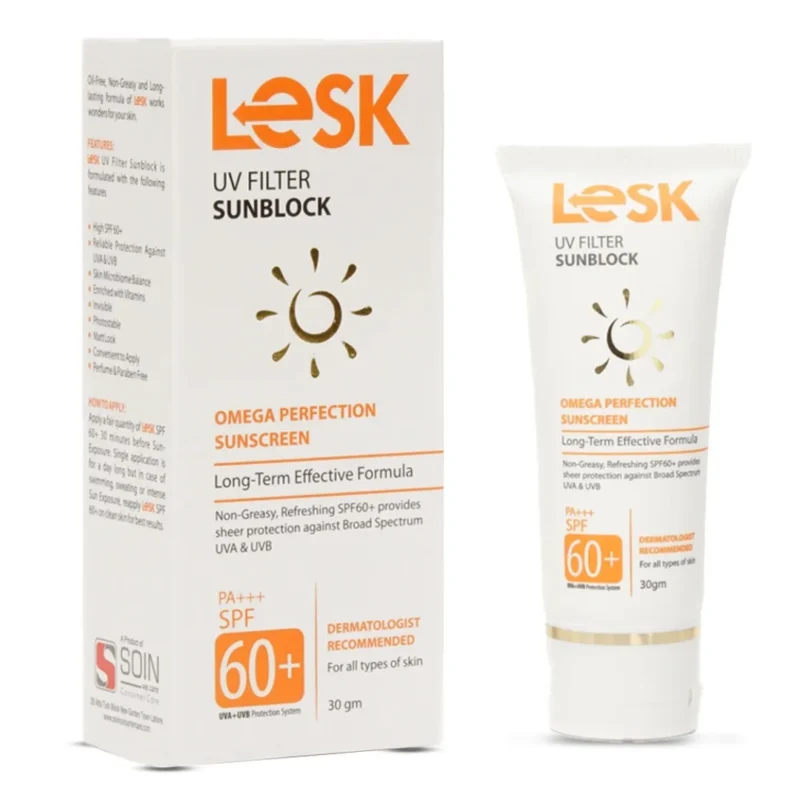 Oil-Free, Non-Greasy and Long-
lasting formula of LeSK works
wonders for your skin.
FEATURES:
LeSK UV Filter Sunblock is
formulated with the following
features
• High SPF 60+
• Reliable Protection Against
UVA & UVB
• Skin Microbiome Balance
• Enriched with Vitamins
• Invisible
• Photostable
• Matt Look
• Convenient to Apply
• Perfume & Paraben Free
HOW TO APPLY:
Apply a fair quantity of LeSK SPF
60+ 30 minutes before Sun-
Exposure. Single application is
for a day long but in case of
swimming, sweating or intense
Sun Exposure, reapply LeSK SPF
60+ on clean skin for best results.
A Product of
SOIN
Consumer Care
LeSK
UV FILTER
SUNBLOCK
OMEGA PERFECTION
SUNSCREEN
Long-Term Effective Formula
Non-Greasy, Refreshing SPF60+ provides
sheer protection against Broad Spectrum
UVA & UVB
PA+++
SPF
60+
UVA+UVB Protection System
DERMATOLOGIST
RECOMMENDED
For all types of skin
30 gm
LeSK
UV FILTER
SUNBLOCK
OMEGA PERFECTION
SUNSCREEN
Long-Term Effective Formula
Non-Greasy, Refreshing SPF60+ provides
sheer protection against Broad Spectrum
UVA & UVB
PA+++
SPF
60+
UVA+UVB Protection System
DERMATOLOGIST
RECOMMENDED
For all types of skin
30gm